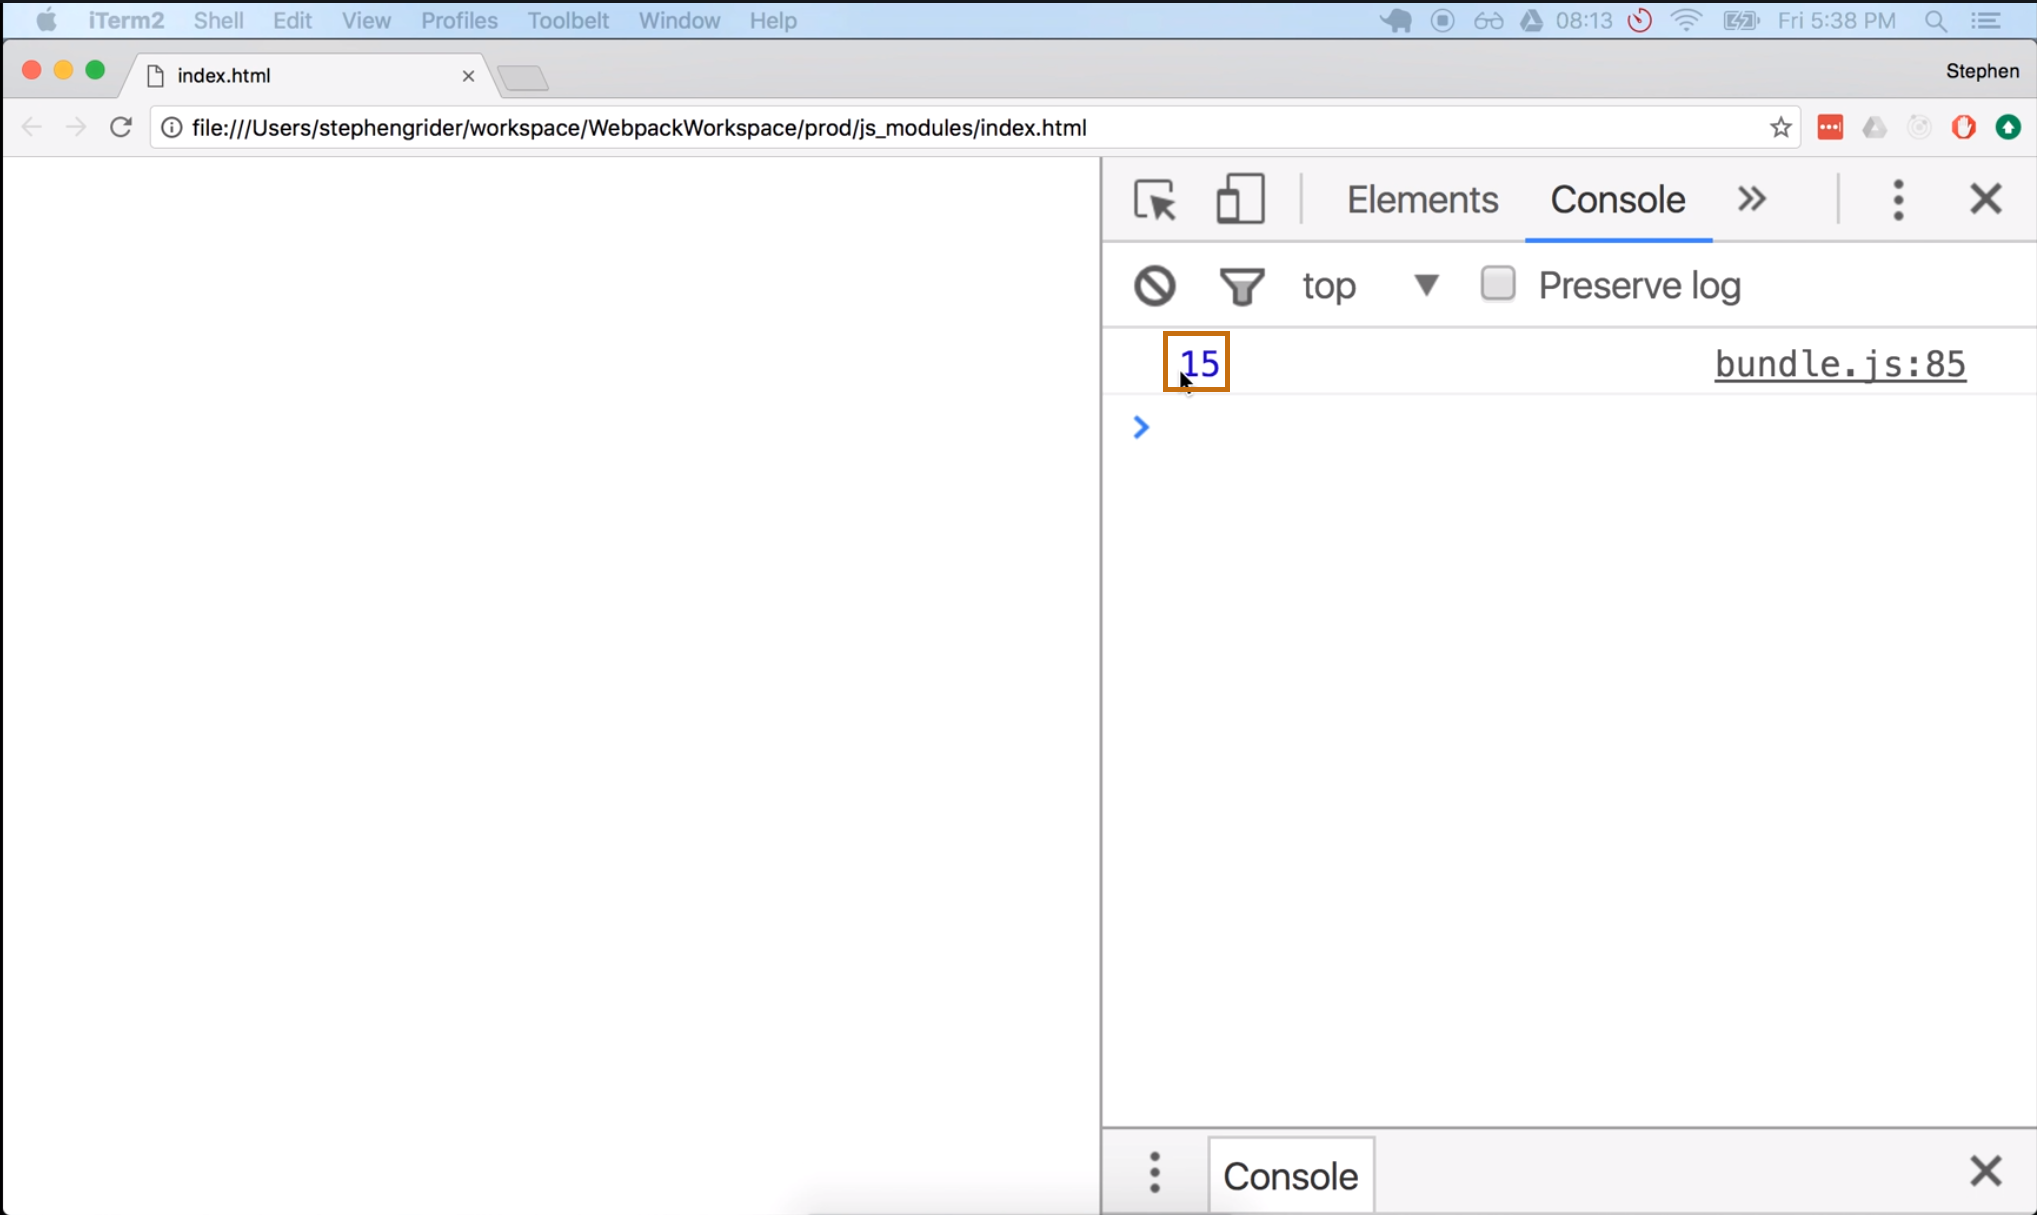 iTerm2 Shell Edit View Profiles Toolbelt Window Help 08:13 Fri 5:38 PM
index.html Stephen
file:///Users/stephengrider/workspace/WebpackWorkspace/prod/js_modules/index.html
Elements Console
top Preserve log
15 bundle.js:85
Console